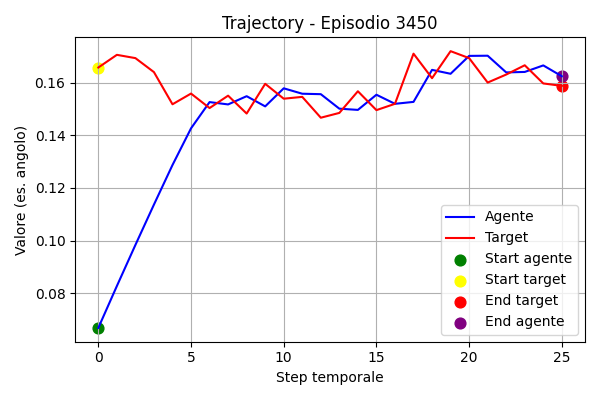 Trajectory - Episodio 3450
Valore (es. angolo)
0.16
0.14
0.12
0.10
0.08
0
5
10
15
20
25
Step temporale
Agente
Target
Start agente
Start target
End target
End agente